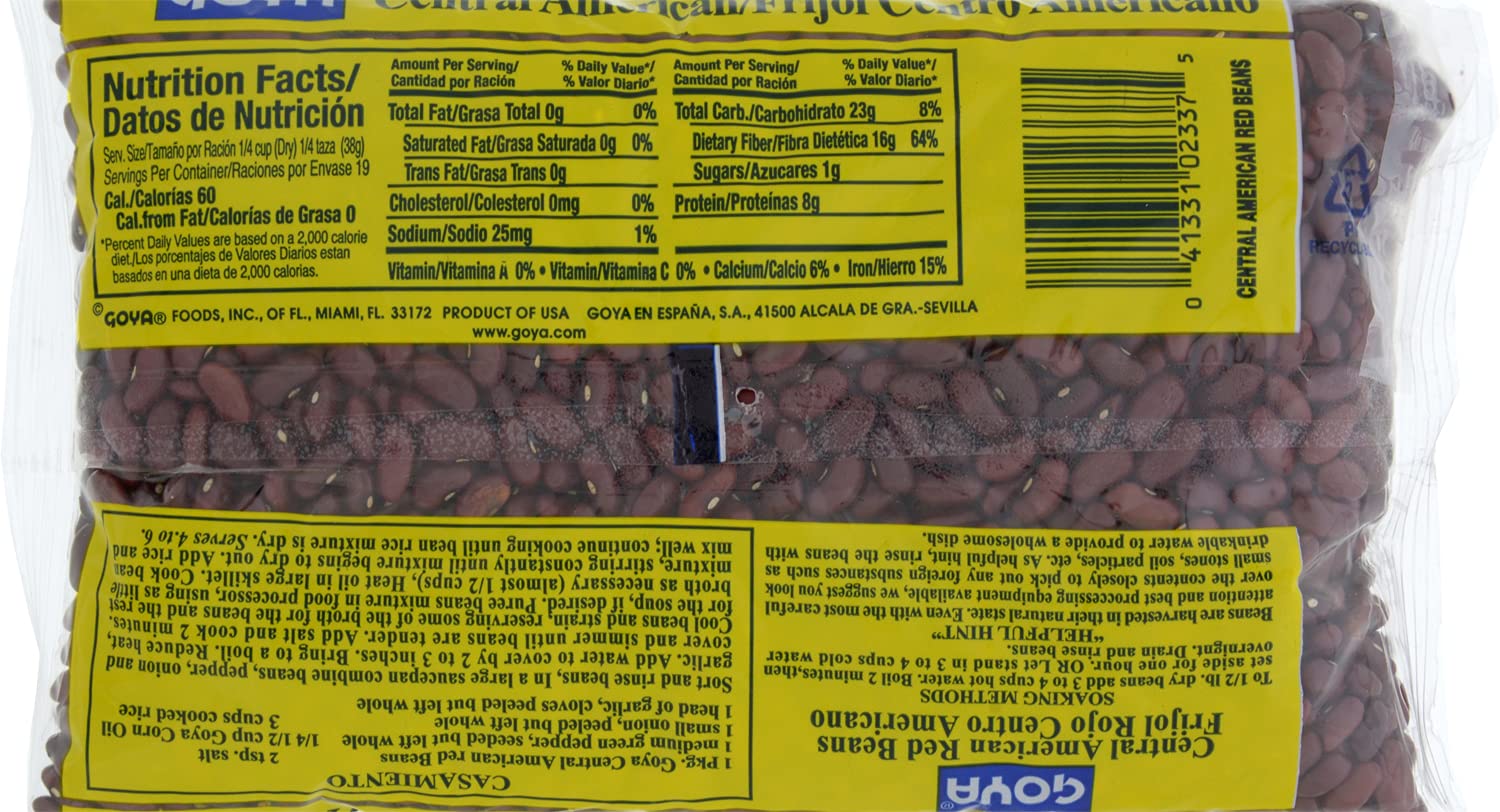 GOYA
Central American/Frijol Centro Americano
Nutrition Facts/
Datos de Nutrición
Serv. Size/Tamaño por Ración 1/4 cup (Dry) 1/4 taza (38g)
Servings Per Container/Raciones por Envase 19
Cal./Calorías 60
Cal.from Fat/Calorías de Grasa 0
*Percent Daily Values are based on a 2,000 calorie
diet./Los porcentajes de Valores Diarios estan
basados en una dieta de 2,000 calorias.
Amount Per Serving/ % Daily Value*/
Cantidad por Ración % Valor Diario*
Total Fat/Grasa Total 0g 0%
Saturated Fat/Grasa Saturada 0g 0%
Trans Fat/Grasa Trans 0g
Cholesterol/Colesterol 0mg 0%
Sodium/Sodio 25mg 1%
Amount Per Serving/ % Daily Value*/
Cantidad por Ración % Valor Diario*
Total Carb./Carbohidrato 23g 8%
Dietary Fiber/Fibra Dietética 16g 64%
Sugars/Azucares 1g
Protein/Proteínas 8g
Vitamin/Vitamina A 0% • Vitamin/Vitamina C 0% • Calcium/Calcio 6% • Iron/Hierro 15%
© GOYA® FOODS, INC., OF FL., MIAMI, FL. 33172 PRODUCT OF USA GOYA EN ESPAÑA, S.A., 41500 ALCALA DE GRA.-SEVILLA
www.goya.com
0 41331 02337 5
CENTRAL AMERICAN RED BEANS
GOYA®
Central American Red Beans
Frijol Rojo Centro Americano
SOAKING METHODS
To 1/2 lb. dry beans add 3 to 4 cups hot water. Boil 2 minutes,then
set aside for one hour. OR Let stand in 3 to 4 cups cold water
overnight. Drain and rinse beans.
“HELPFUL HINT”
Beans are harvested in their natural state. Even with the most careful
attention and best proccessing equipment available, we suggest you look
over the contents closely to pick out any foreign substances such as
small stones, soil particles, etc. As helpful hint, rinse the beans with
drinkable water to provide a wholesome dish.
CASAMIENTO
1 Pkg. Goya Central American red Beans
1 medium green pepper, seeded but left whole
1 small onion, peeled but left whole
1 head of garlic, cloves peeled but left whole
2 tsp. salt
1/4 1/2 cup Goya Corn Oil
3 cups cooked rice
Sort and rinse beans, In a large saucepan combine beans, pepper, onion and
garlic. Add water to cover by 2 to 3 inches. Bring to a boil. Reduce heat,
cover and simmer until beans are tender. Add salt and cook 2 minutes.
Cool beans and strain, reserving some of the broth for the beans and the rest
for the soup, if desired. Puree beans mixture in food processor, using as little
broth as necessary (almost 1/2 cups), Heat oil in large skillet. Cook bean
mixture, stirring constantly until mixture begins to dry out. Add rice and
mix well; continue cooking until bean rice mixture is dry. Serves 4.to 6.